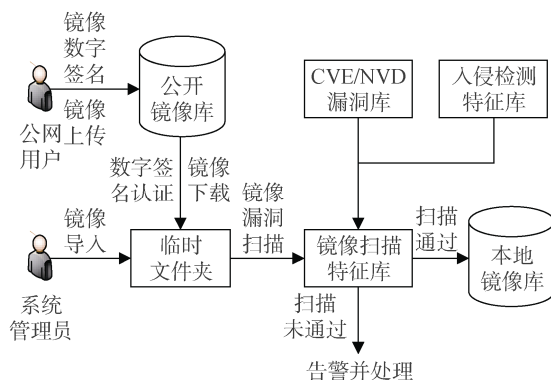 镜像
数字
签名
镜像
上传
公网
用户
公开
镜像库
CVE/NVD
漏洞库
入侵检测
特征库
数字签
名认证
镜像
下载
镜像
导入
系统
管理员
临时
文件夹
镜像
漏洞
扫描
镜像扫描
特征库
扫描
通过
本地
镜像库
扫描
未通过
告警并处理